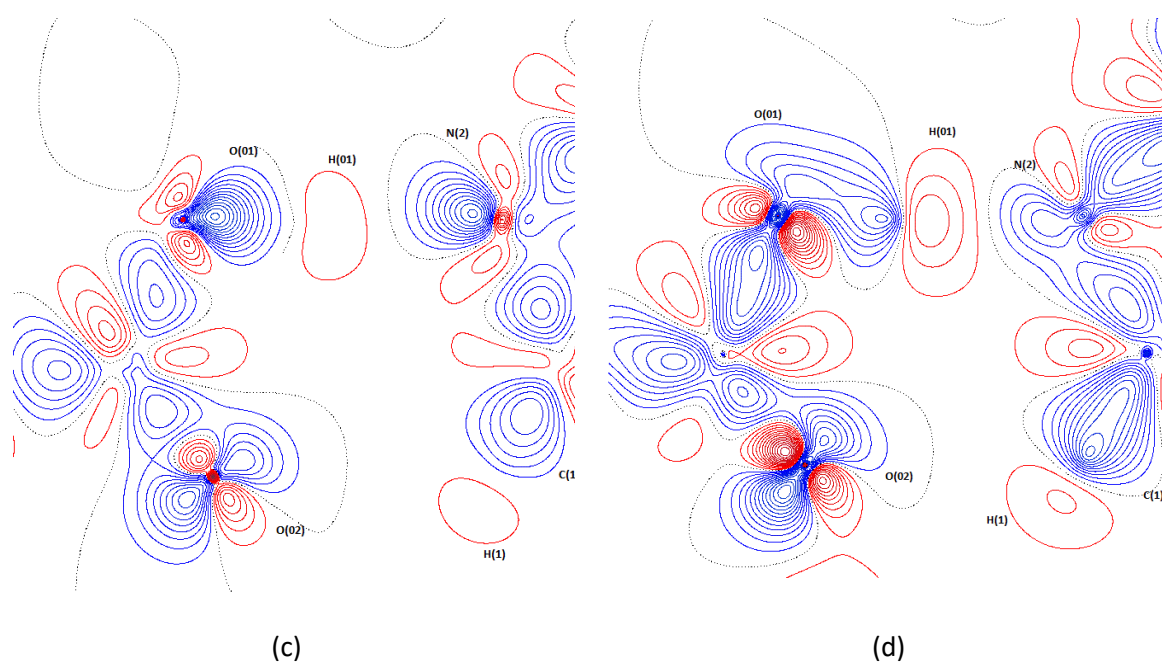 O(01)
H(01)
N(2)
O(02)
C(1
H(1)
(c)
O(01)
H(01)
N(2)
O(02)
C(1)
H(1)
(d)